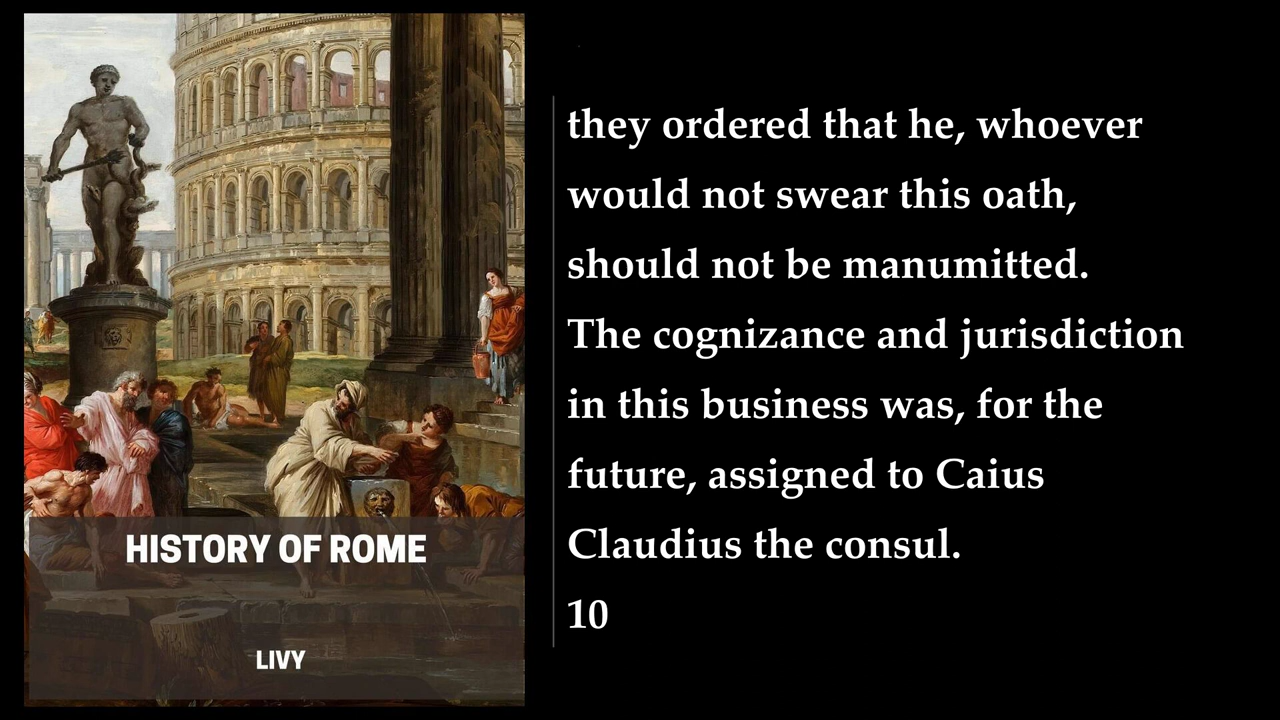 HISTORY OF ROME
LIVY
they ordered that he, whoever
would not swear this oath,
should not be manumitted.
The cognizance and jurisdiction
in this business was, for the
future, assigned to Caius
Claudius the consul.
10